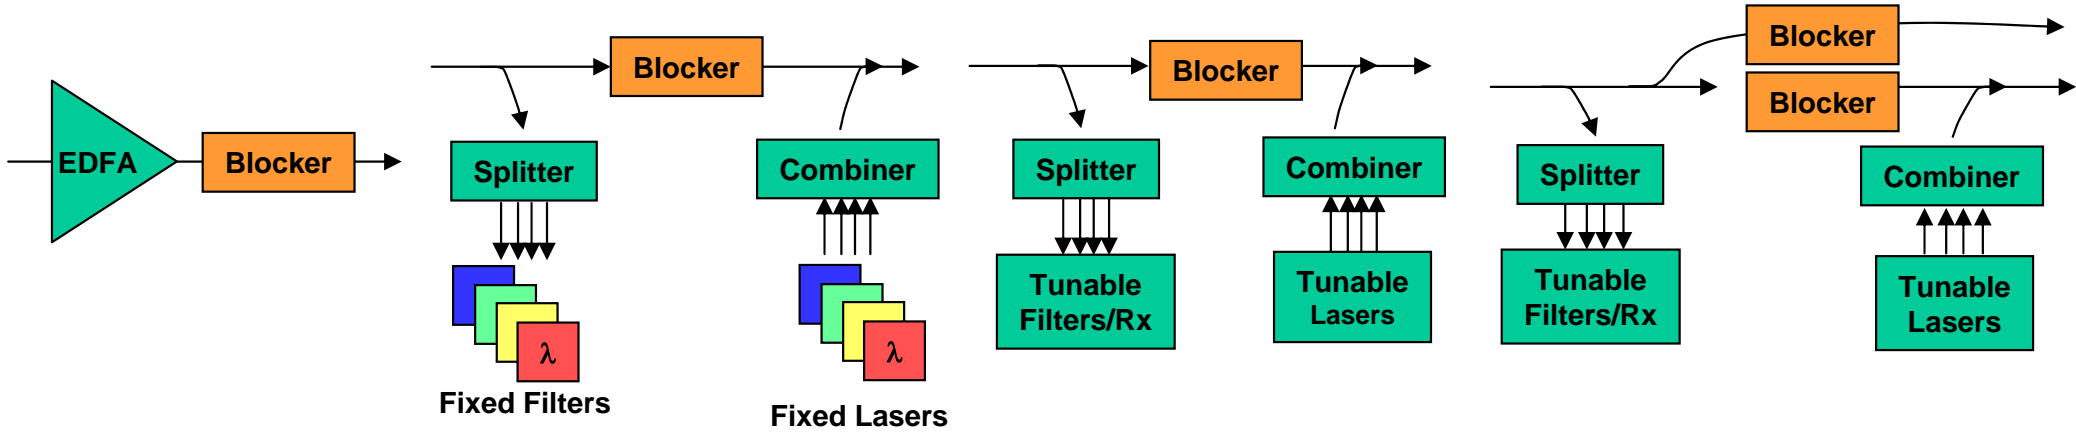 EDFA
Blocker
Blocker
Splitter
Combiner
λ
λ
Fixed Filters
Fixed Lasers
Blocker
Splitter
Combiner
Tunable
Filters/Rx
Tunable
Lasers
Blocker
Blocker
Splitter
Combiner
Tunable
Filters/Rx
Tunable
Lasers